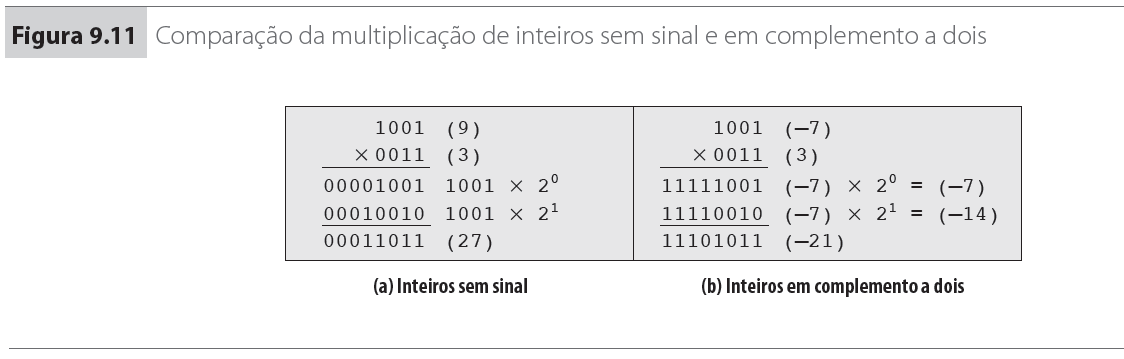 Figura 9.11 Comparação da multiplicação de inteiros sem sinal e em complemento a dois
1001 (9)
× 0011 (3)
00001001 1001 × 2⁰
00010010 1001 × 2¹
00011011 (27)
(a) Inteiros sem sinal
1001 (−7)
× 0011 (3)
11111001 (−7) × 2⁰ = (−7)
11110010 (−7) × 2¹ = (−14)
11101011 (−21)
(b) Inteiros em complemento a dois